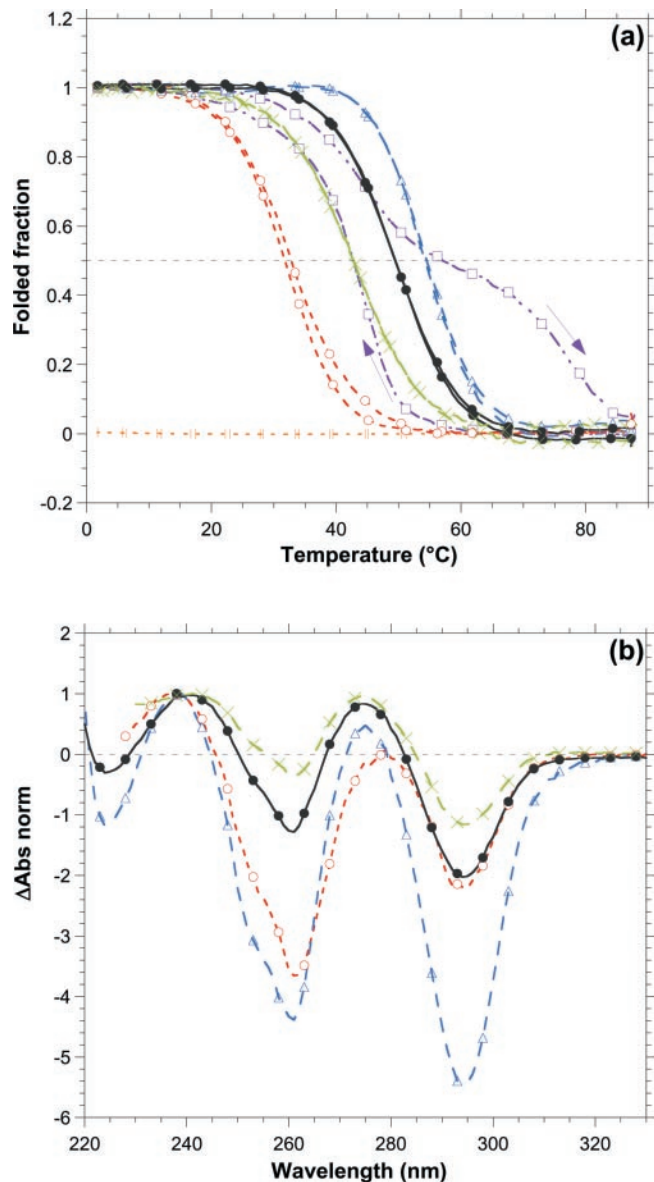 (a)
1.2
1
0.8
0.6
0.4
0.2
0
-0.2
Folded fraction
0 20 40 60 80
Temperature (°C)
(b)
2
1
0
-1
-2
-3
-4
-5
-6
ΔAbs norm
220 240 260 280 300 320
Wavelength (nm)